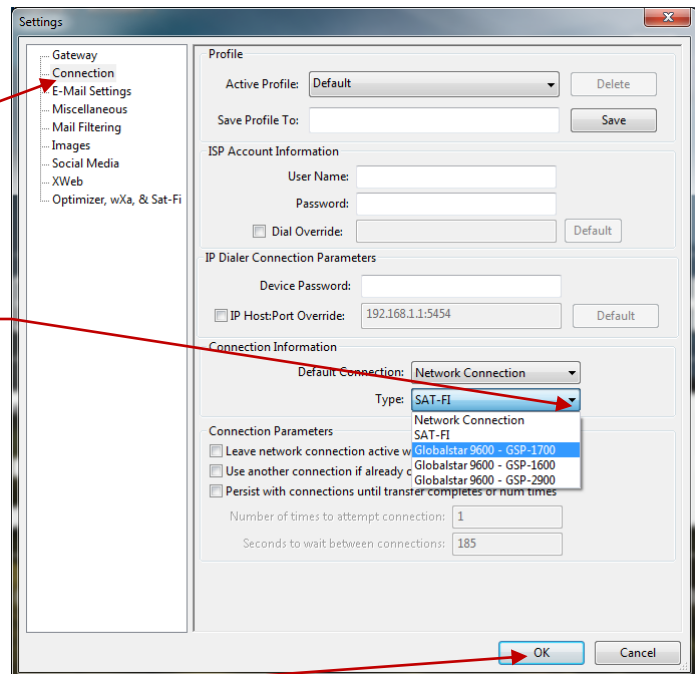 Settings
Gateway
Connection
E-Mail Settings
Miscellaneous
Mail Filtering
Images
Social Media
XWeb
Optimizer, wXa, & Sat-Fi
Profile
Active Profile: Default Delete
Save Profile To: Save
ISP Account Information
User Name:
Password:
Dial Override: Default
IP Dialer Connection Parameters
Device Password:
IP Host:Port Override: 192.168.1.1:5454 Default
Connection Information
Default Connection: Network Connection
Type: SAT-FI
Network Connection
SAT-FI
Globalstar 9600 - GSP-1700
Globalstar 9600 - GSP-1600
Globalstar 9600 - GSP-2900
Connection Parameters
Leave network connection active
Use another connection if already
Persist with connections until transfer completes or num times
Number of times to attempt connection: 1
Seconds to wait between connections: 185
OK Cancel